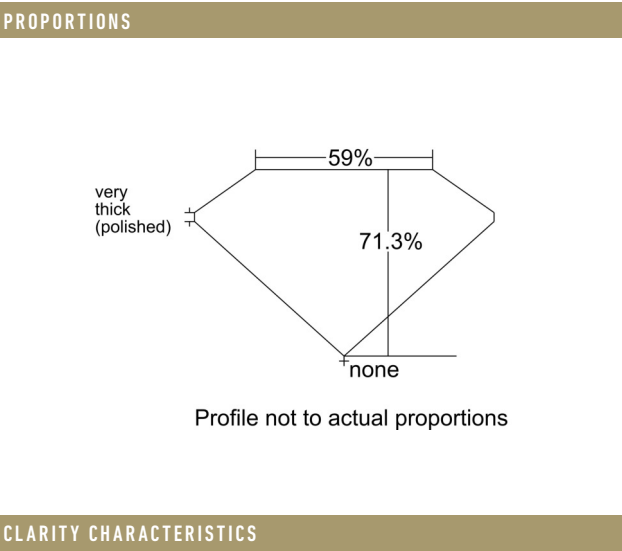 PROPORTIONS
59%
very
thick
(polished)
71.3%
none
Profile not to actual proportions
CLARITY CHARACTERISTICS